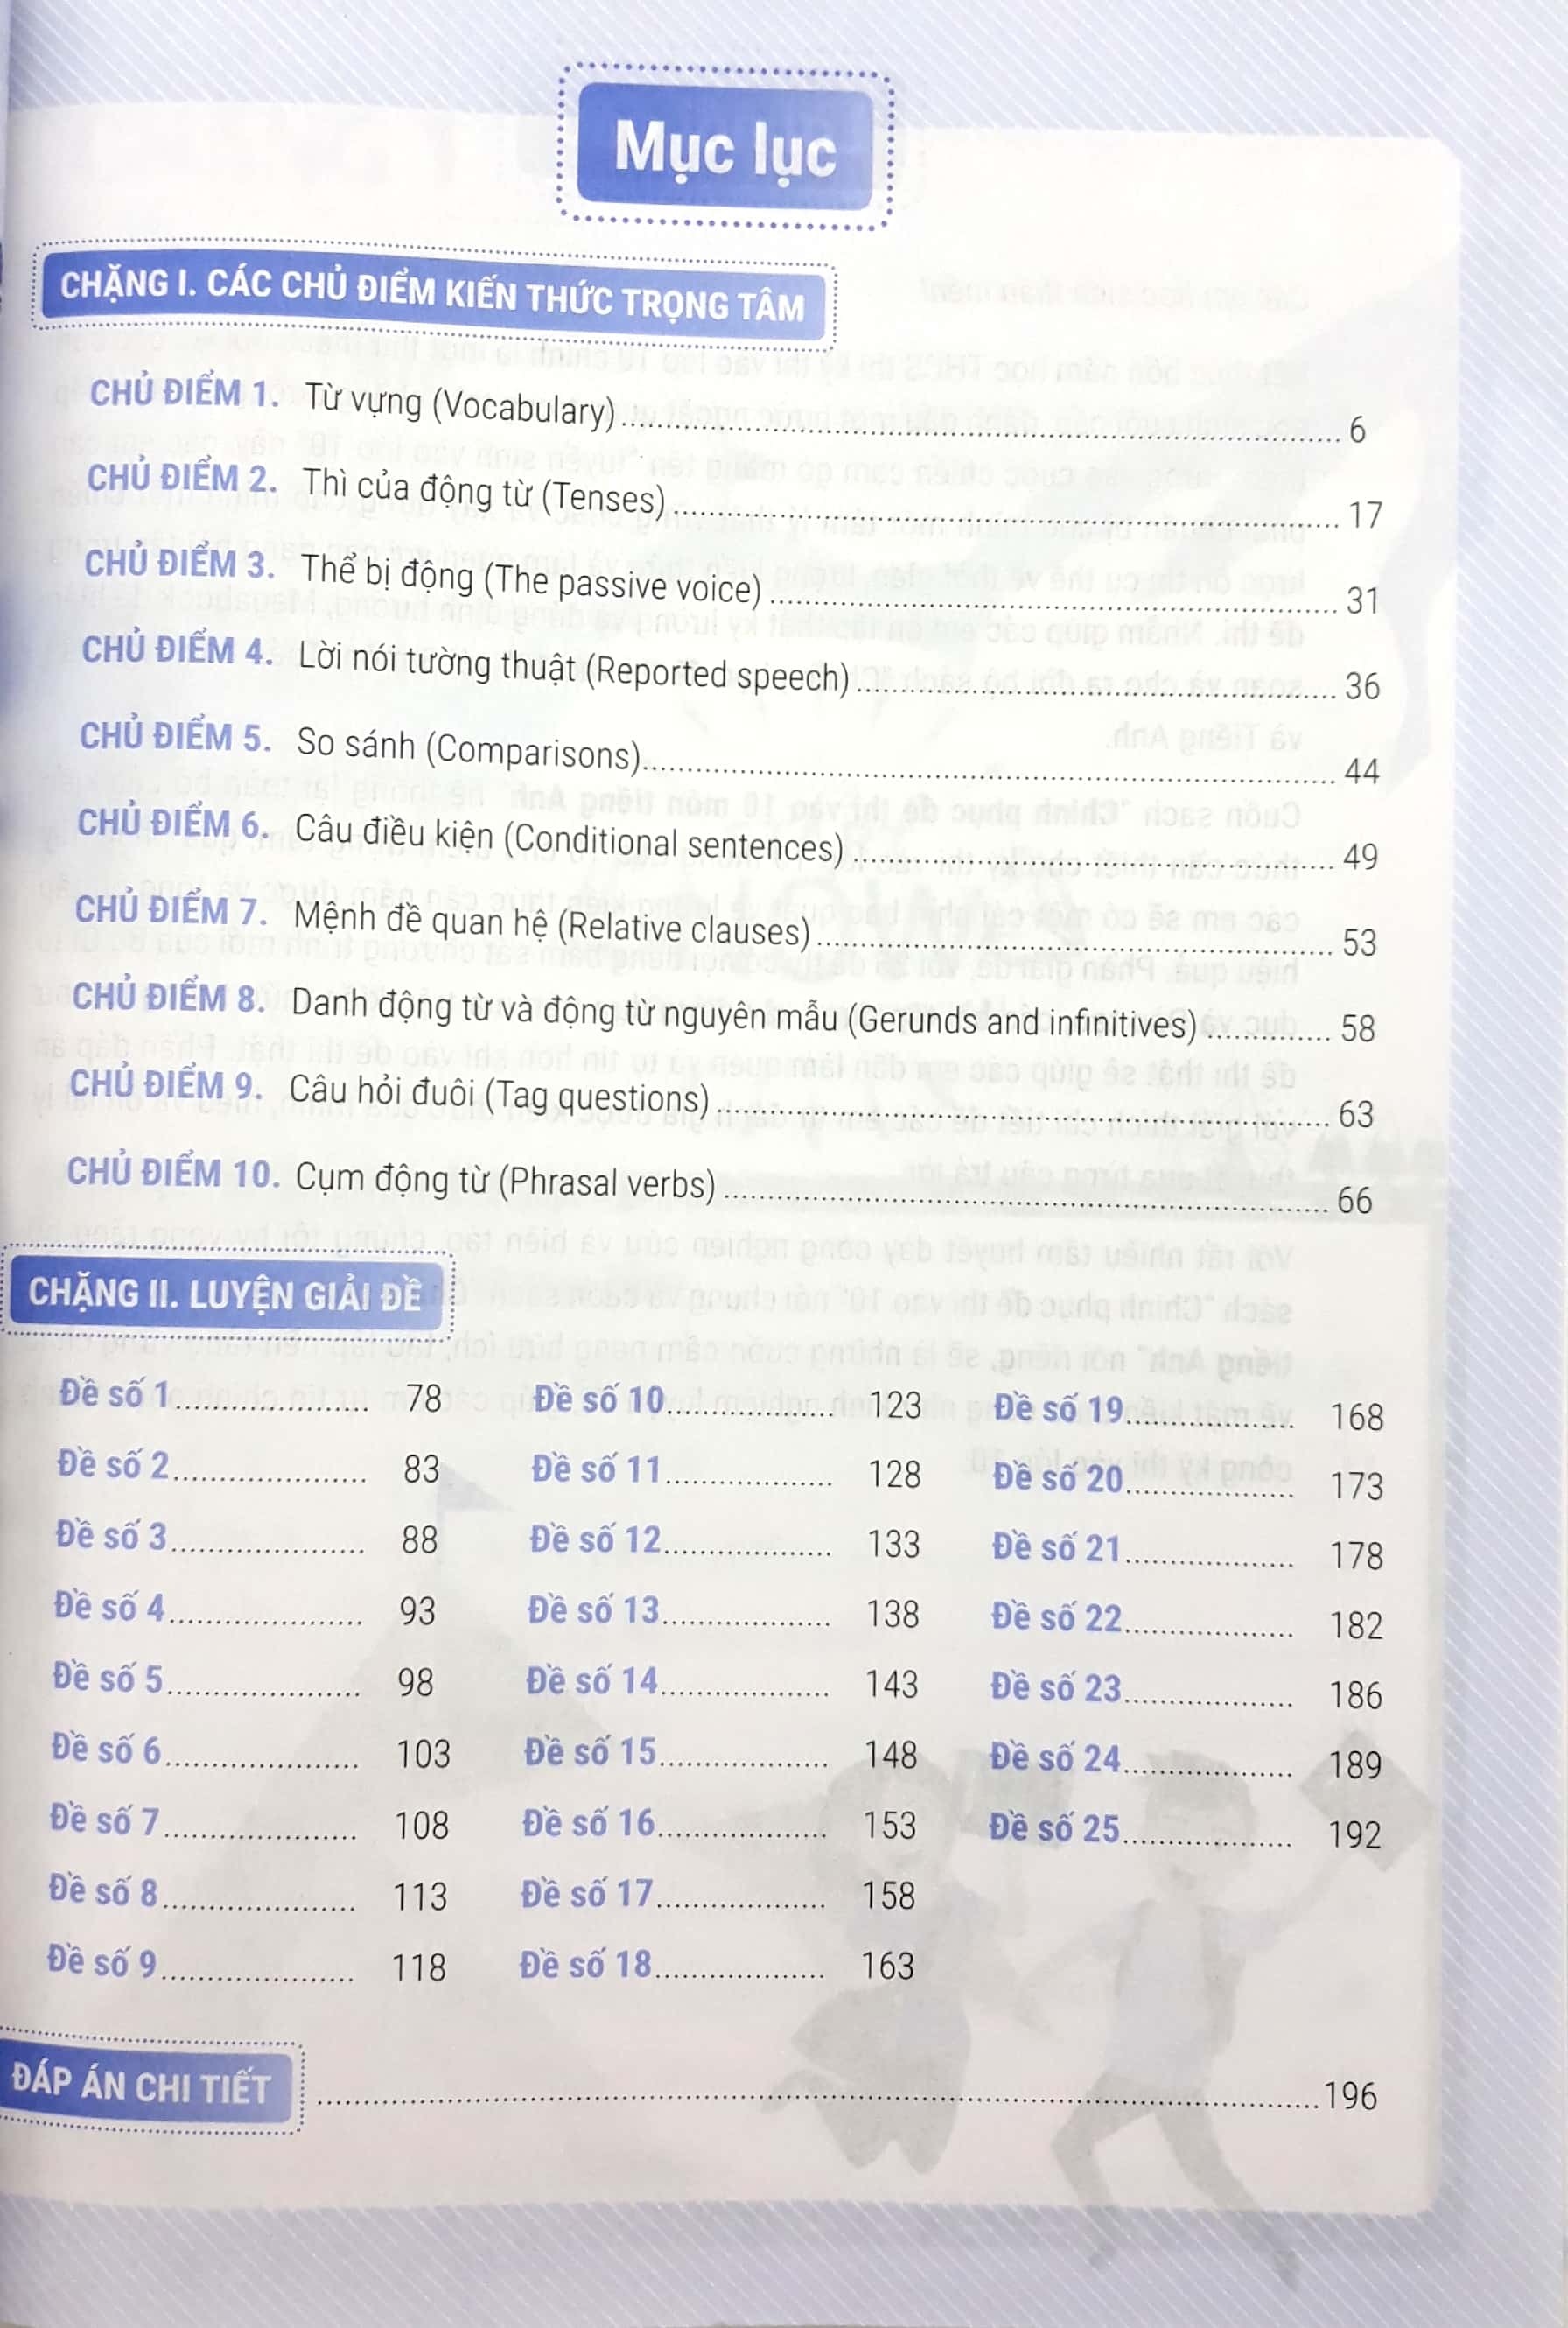 Mục lục
CHẶNG I. CÁC CHỦ ĐIỂM KIẾN THỨC TRỌNG TÂM
CHỦ ĐIỂM 1. Từ vựng (Vocabulary) 6
CHỦ ĐIỂM 2. Thì của động từ (Tenses) 17
CHỦ ĐIỂM 3. Thể bị động (The passive voice) 31
CHỦ ĐIỂM 4. Lời nói tường thuật (Reported speech) 36
CHỦ ĐIỂM 5. So sánh (Comparisons) 44
CHỦ ĐIỂM 6. Câu điều kiện (Conditional sentences) 49
CHỦ ĐIỂM 7. Mệnh đề quan hệ (Relative clauses) 53
CHỦ ĐIỂM 8. Danh động từ và động từ nguyên mẫu (Gerunds and infinitives) 58
CHỦ ĐIỂM 9. Câu hỏi đuôi (Tag questions) 63
CHỦ ĐIỂM 10. Cụm động từ (Phrasal verbs) 66
CHẶNG II. LUYỆN GIẢI ĐỀ
Đề số 1 78
Đề số 2 83
Đề số 3 88
Đề số 4 93
Đề số 5 98
Đề số 6 103
Đề số 7 108
Đề số 8 113
Đề số 9 118
Đề số 10 123
Đề số 11 128
Đề số 12 133
Đề số 13 138
Đề số 14 143
Đề số 15 148
Đề số 16 153
Đề số 17 158
Đề số 18 163
Đề số 19 168
Đề số 20 173
Đề số 21 178
Đề số 22 182
Đề số 23 186
Đề số 24 189
Đề số 25 192
ĐÁP ÁN CHI TIẾT 196